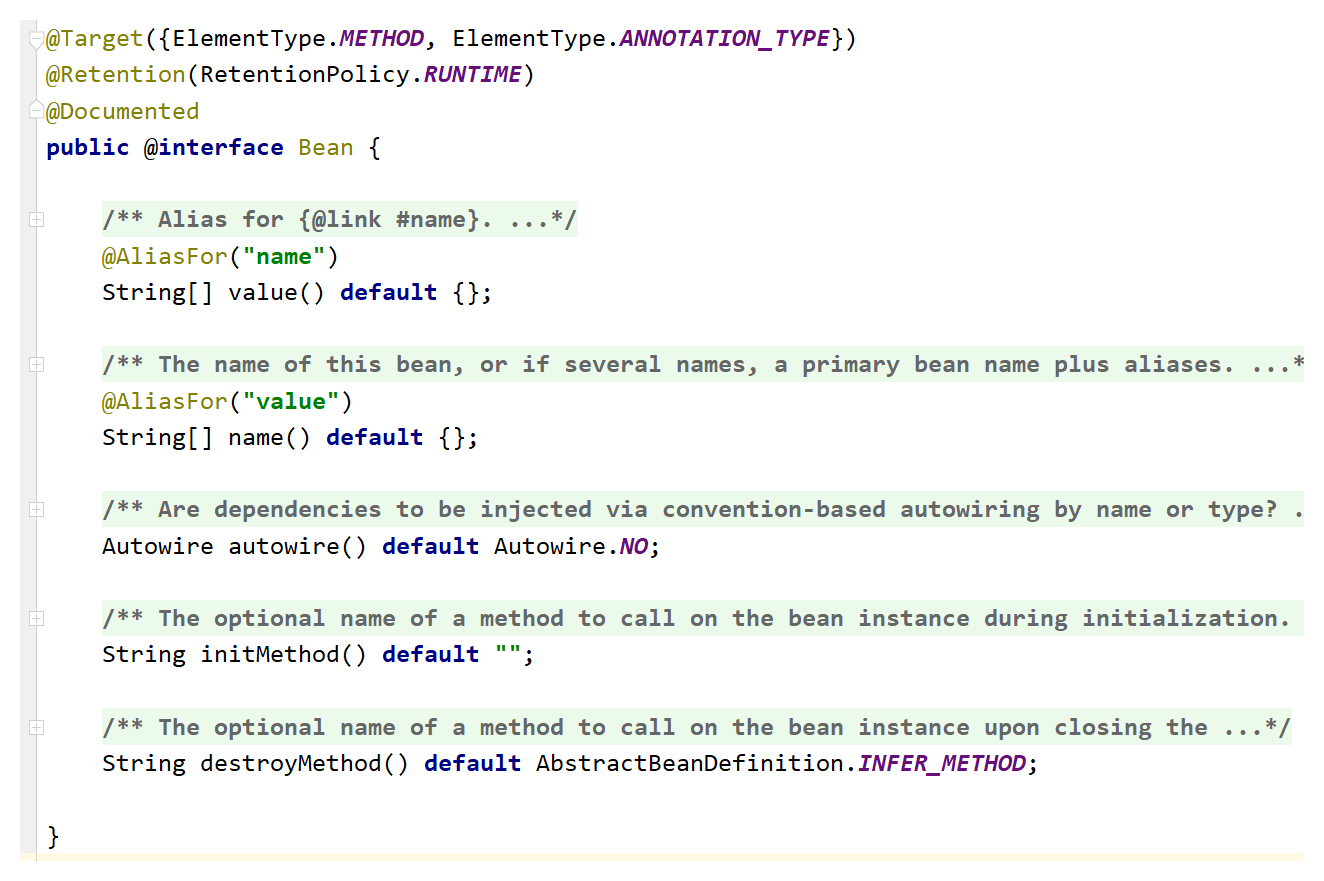 @Target({ElementType.METHOD, ElementType.ANNOTATION_TYPE})
@Retention(RetentionPolicy.RUNTIME)
@Documented
public @interface Bean {
/** Alias for {@link #name}. ...*/
@AliasFor("name")
String[] value() default {};
/** The name of this bean, or if several names, a primary bean name plus aliases. ...*
@AliasFor("value")
String[] name() default {};
/** Are dependencies to be injected via convention-based autowiring by name or type? .
Autowire autowire() default Autowire.NO;
/** The optional name of a method to call on the bean instance during initialization.
String initMethod() default "";
/** The optional name of a method to call on the bean instance upon closing the ...*/
String destroyMethod() default AbstractBeanDefinition.INFER_METHOD;
}